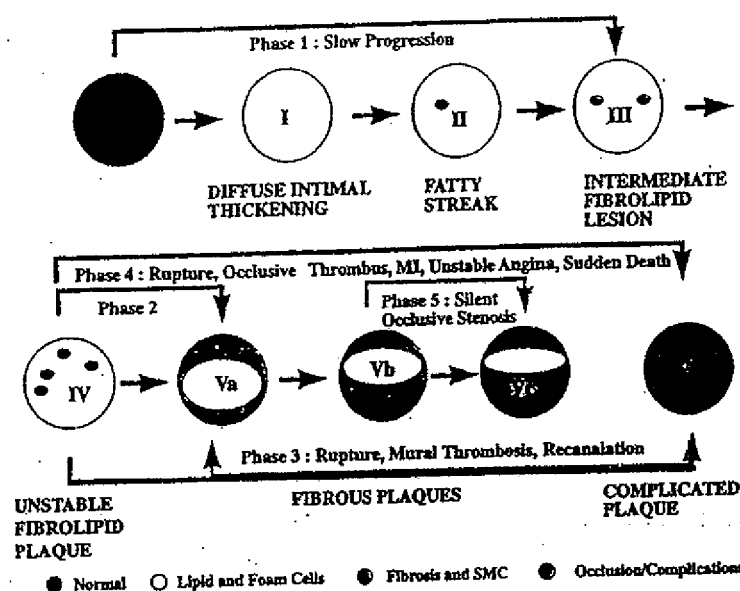 Phase 1 : Slow Progression
I
II
III
DIFFUSE INTIMAL
THICKENING
FATTY
STREAK
INTERMEDIATE
FIBROLIPID
LESION
Phase 4 : Rupture, Occlusive Thrombus, MI, Unstable Angina, Sudden Death
Phase 2
Phase 5 : Silent
Occlusive Stenosis
IV
Va
Vb
Phase 3 : Rupture, Mural Thrombosis, Recanalation
UNSTABLE
FIBROLIPID
PLAQUE
FIBROUS PLAQUES
COMPLICATED
PLAQUE
Normal
Lipid and Foam Cells
Fibrosis and SMC
Occlusion/Complications